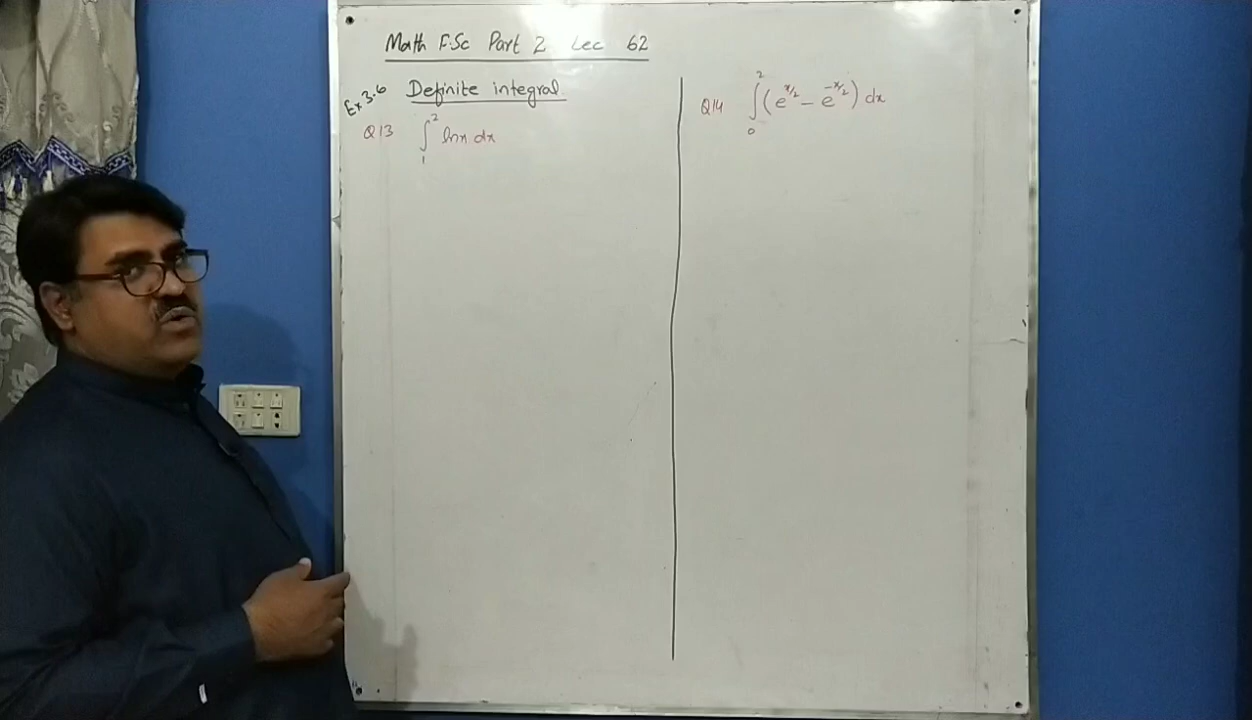 Math F.Sc Part 2 Lec 62
Ex 3.6 Definite integral
Q13 ∫₁² lnx dx
Q14 ∫₀² (e^{x/2} - e^{-x/2}) dx